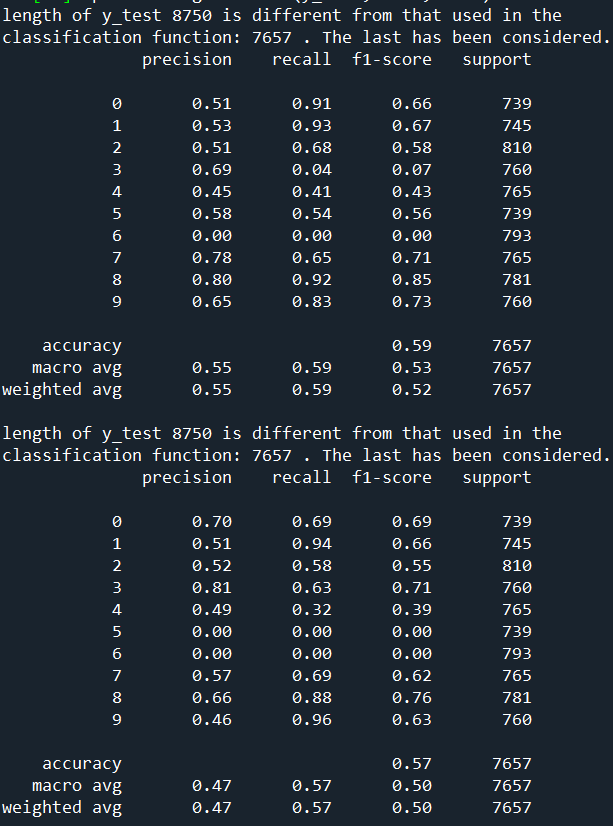 length of y_test 8750 is different from that used in the
classification function: 7657 . The last has been considered.
precision recall f1-score support
0 0.51 0.91 0.66 739
1 0.53 0.93 0.67 745
2 0.51 0.68 0.58 810
3 0.69 0.04 0.07 760
4 0.45 0.41 0.43 765
5 0.58 0.54 0.56 739
6 0.00 0.00 0.00 793
7 0.78 0.65 0.71 765
8 0.80 0.92 0.85 781
9 0.65 0.83 0.73 760
accuracy 0.59 7657
macro avg 0.55 0.59 0.53 7657
weighted avg 0.55 0.59 0.52 7657
length of y_test 8750 is different from that used in the
classification function: 7657 . The last has been considered.
precision recall f1-score support
0 0.70 0.69 0.69 739
1 0.51 0.94 0.66 745
2 0.52 0.58 0.55 810
3 0.81 0.63 0.71 760
4 0.49 0.32 0.39 765
5 0.00 0.00 0.00 739
6 0.00 0.00 0.00 793
7 0.57 0.69 0.62 765
8 0.66 0.88 0.76 781
9 0.46 0.96 0.63 760
accuracy 0.57 7657
macro avg 0.47 0.57 0.50 7657
weighted avg 0.47 0.57 0.50 7657